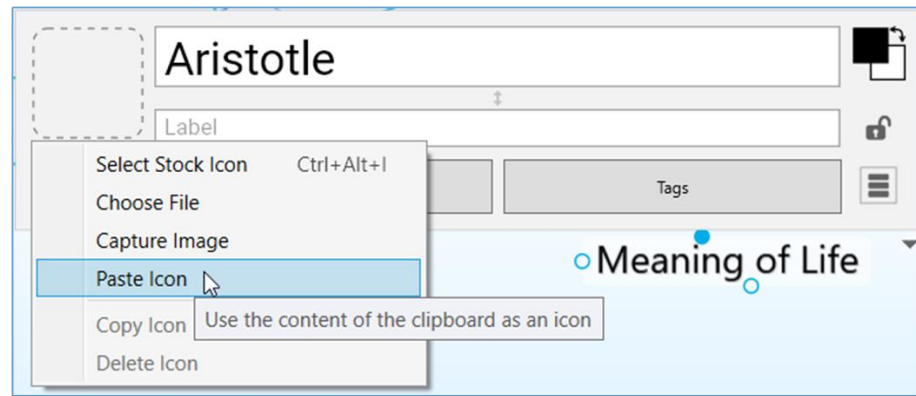 Aristotle
Label
Select Stock Icon Ctrl+Alt+I
Choose File
Tags
Capture Image
Paste Icon
Meaning of Life
Copy Icon
Use the content of the clipboard as an icon
Delete Icon